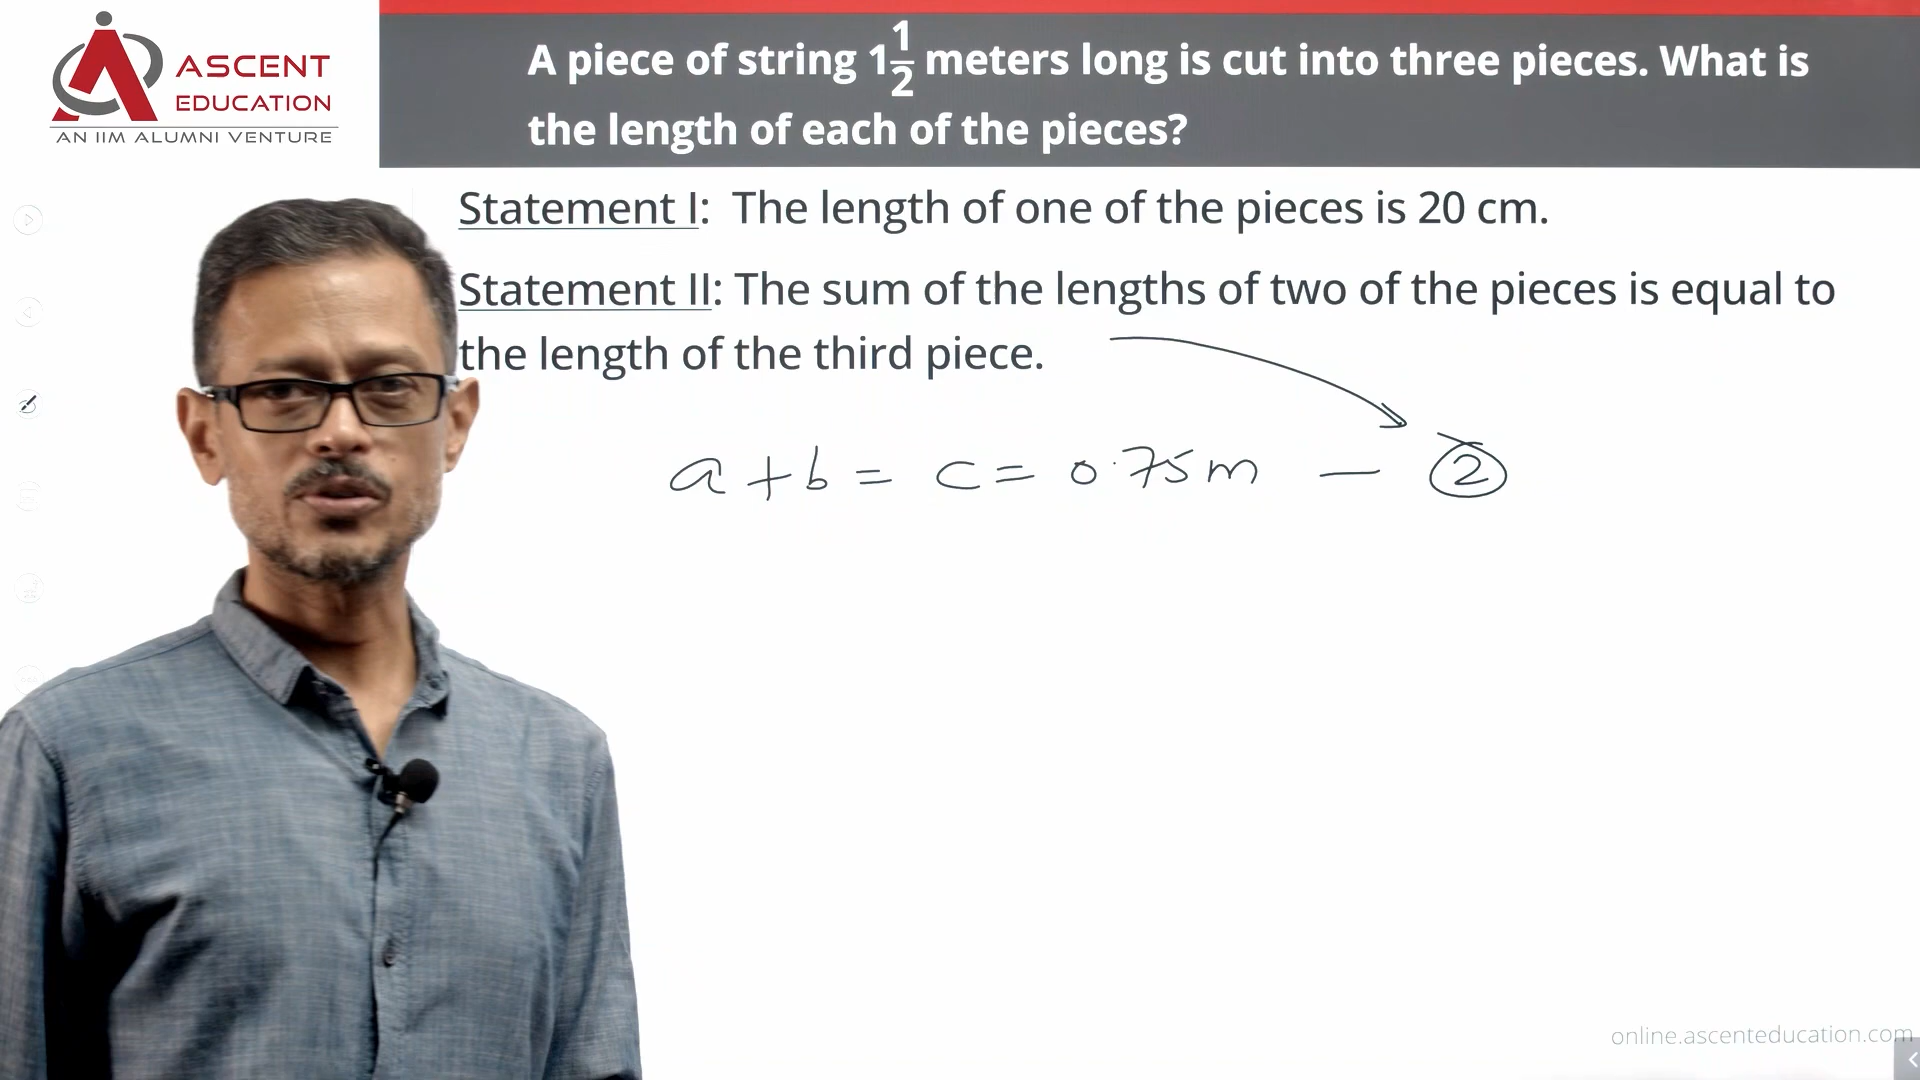 ASCENT
EDUCATION
AN IIM ALUMNI VENTURE
A piece of string 1 1/2 meters long is cut into three pieces. What is
the length of each of the pieces?
Statement I: The length of one of the pieces is 20 cm.
Statement II: The sum of the lengths of two of the pieces is equal to
the length of the third piece.
a + b = c = 0.75m — 2
online.ascenteducation.com